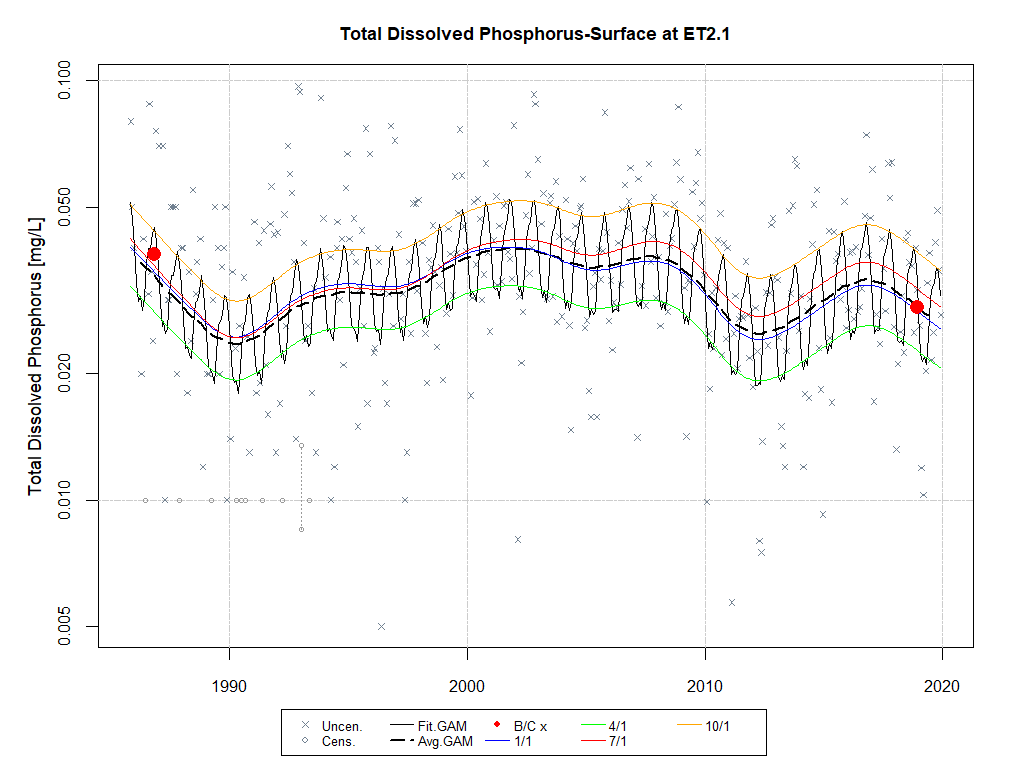 Total Dissolved Phosphorus-Surface at ET2.1
Total Dissolved Phosphorus [mg/L]
0.100
0.050
0.020
0.010
0.005
1990 2000 2010 2020
Uncen. Fit.GAM B/C x 4/1 10/1
Cens. Avg.GAM 1/1 7/1